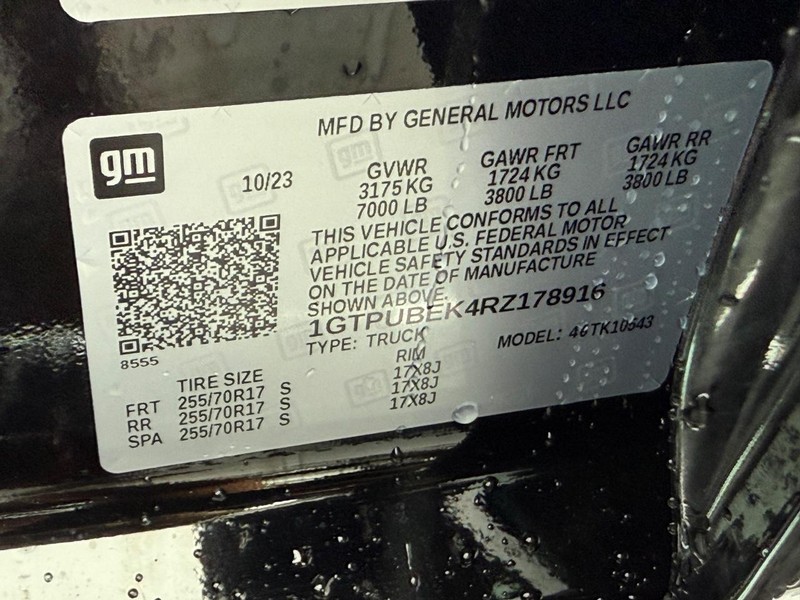 gm
MFD BY GENERAL MOTORS LLC
10/23
GVWR GAWR FRT GAWR RR
3175 KG 1724 KG 1724 KG
7000 LB 3800 LB 3800 LB
THIS VEHICLE CONFORMS TO ALL
APPLICABLE U.S. FEDERAL MOTOR
VEHICLE SAFETY STANDARDS IN EFFECT
ON THE DATE OF MANUFACTURE
SHOWN ABOVE.
1GTPUBEK4RZ178916
TYPE: TRUCK MODEL: 4GTK10543
8555
TIRE SIZE RIM
FRT 255/70R17 S 17X8J
RR 255/70R17 S 17X8J
SPA 255/70R17 S 17X8J